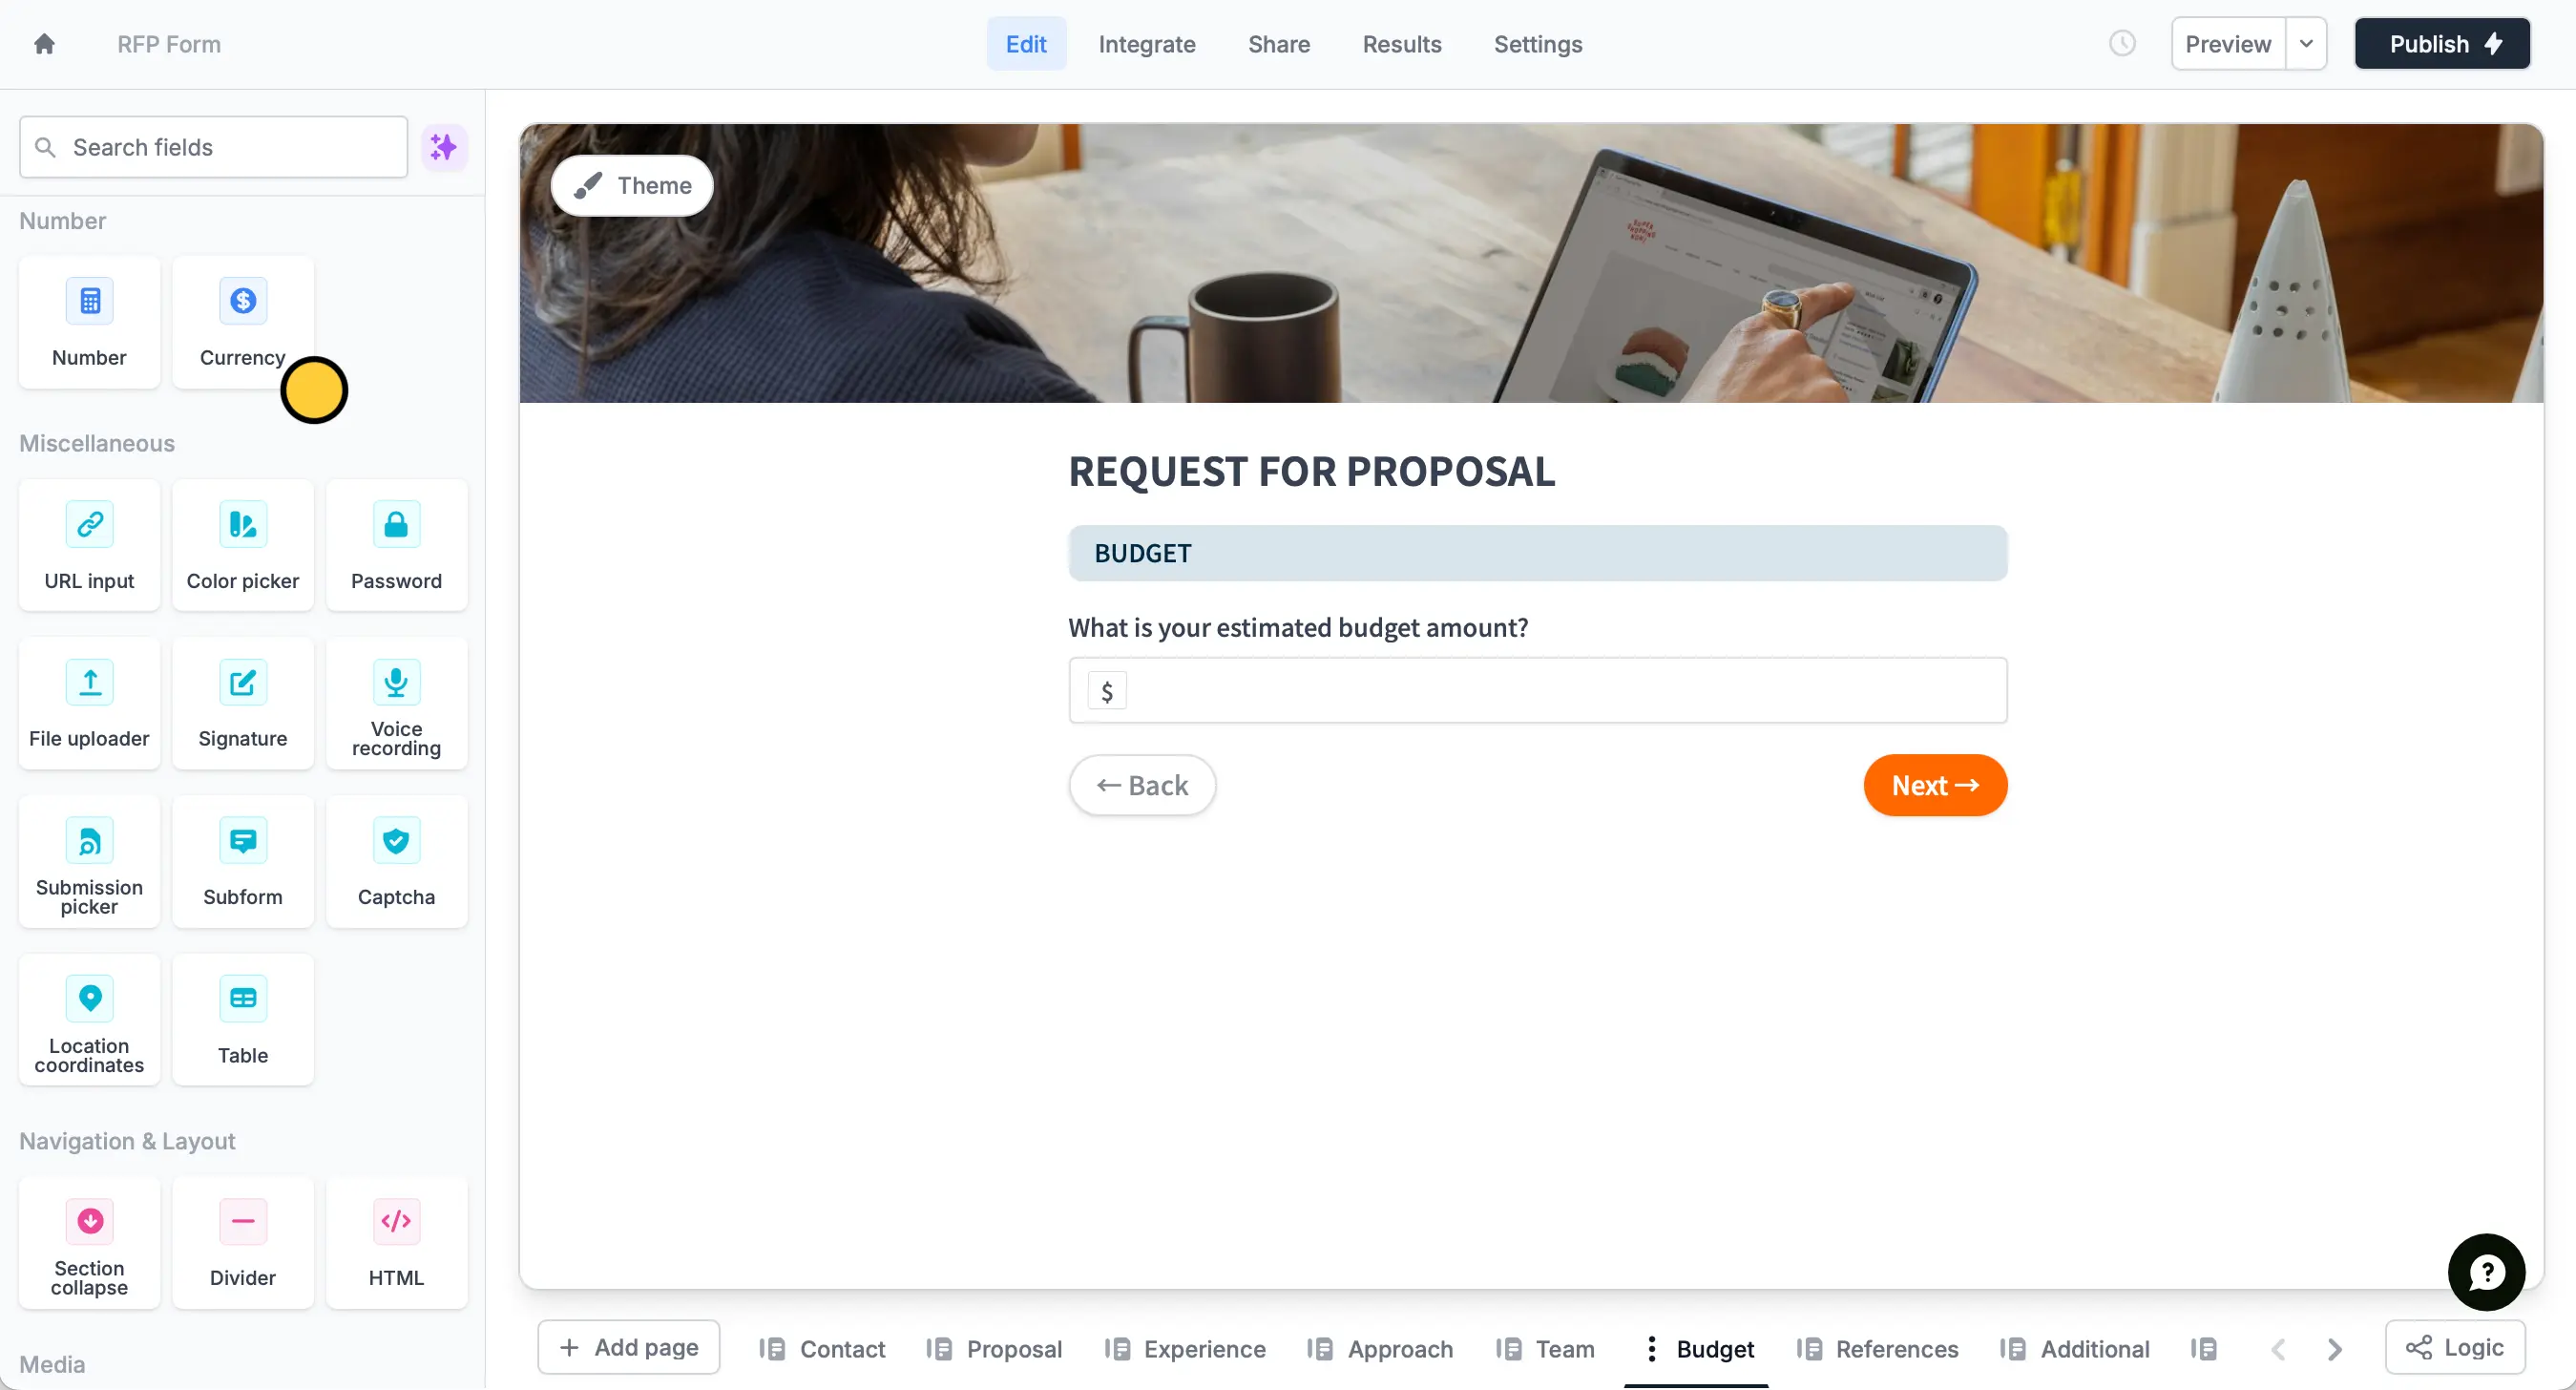 RFP Form
Edit
Integrate
Share
Results
Settings
Preview
Publish
Search fields
Number
Number
Currency
Miscellaneous
URL input
Color picker
Password
File uploader
Signature
Voice
recording
Submission
picker
Subform
Captcha
Location
coordinates
Table
Navigation & Layout
Section
collapse
Divider
HTML
Media
Theme
REQUEST FOR PROPOSAL
BUDGET
What is your estimated budget amount?
$
← Back
Next →
+ Add page
Contact
Proposal
Experience
Approach
Team
Budget
References
Additional
Logic